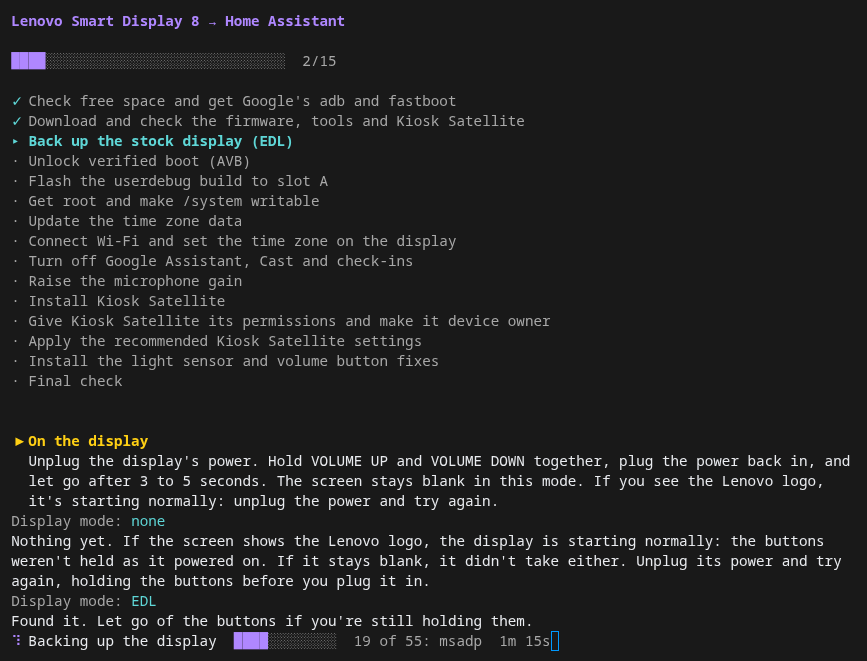 Lenovo Smart Display 8 → Home Assistant
2/15
✓ Check free space and get Google's adb and fastboot
✓ Download and check the firmware, tools and Kiosk Satellite
▸ Back up the stock display (EDL)
· Unlock verified boot (AVB)
· Flash the userdebug build to slot A
· Get root and make /system writable
· Update the time zone data
· Connect Wi-Fi and set the time zone on the display
· Turn off Google Assistant, Cast and check-ins
· Raise the microphone gain
· Install Kiosk Satellite
· Give Kiosk Satellite its permissions and make it device owner
· Apply the recommended Kiosk Satellite settings
· Install the light sensor and volume button fixes
· Final check
► On the display
Unplug the display's power. Hold VOLUME UP and VOLUME DOWN together, plug the power back in, and
let go after 3 to 5 seconds. The screen stays blank in this mode. If you see the Lenovo logo,
it's starting normally: unplug the power and try again.
Display mode: none
Nothing yet. If the screen shows the Lenovo logo, the display is starting normally: the buttons
weren't held as it powered on. If it stays blank, it didn't take either. Unplug its power and try
again, holding the buttons before you plug it in.
Display mode: EDL
Found it. Let go of the buttons if you're still holding them.
Backing up the display 19 of 55: msadp 1m 15s